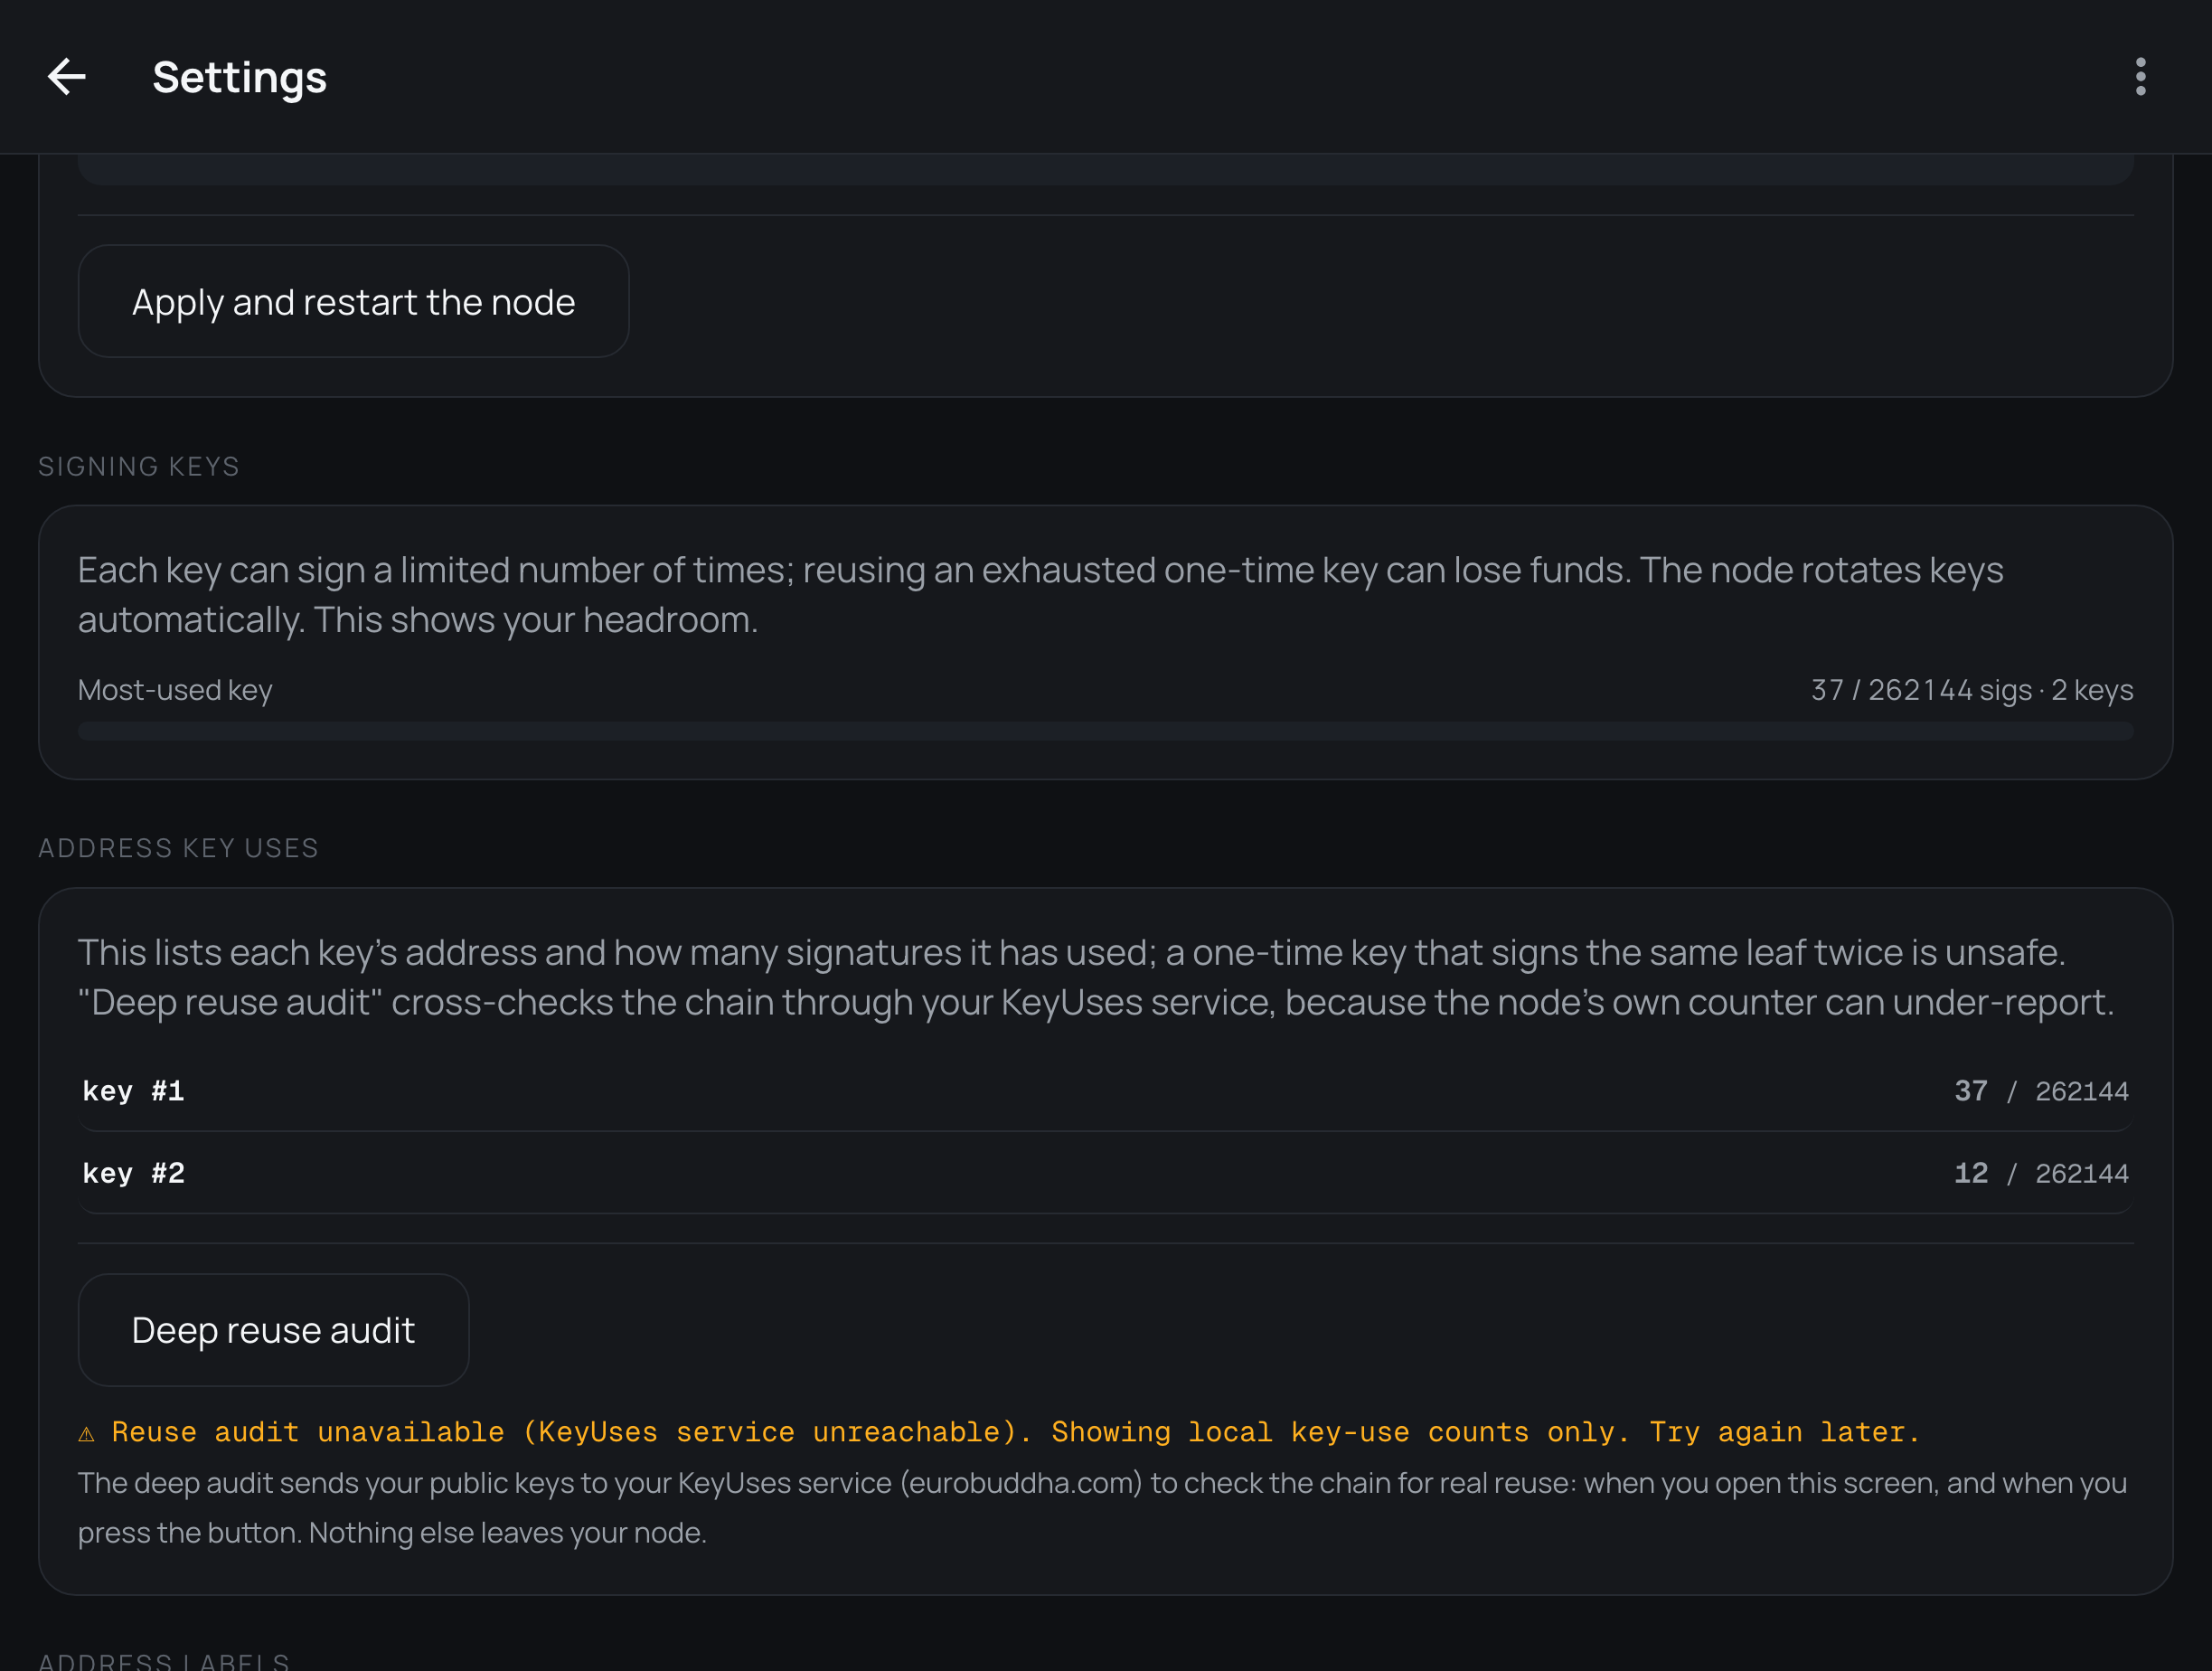 Settings
Apply and restart the node
SIGNING KEYS
Each key can sign a limited number of times; reusing an exhausted one-time key can lose funds. The node rotates keys
automatically. This shows your headroom.
Most-used key
37 / 262144 sigs · 2 keys
ADDRESS KEY USES
This lists each key’s address and how many signatures it has used; a one-time key that signs the same leaf twice is unsafe.
"Deep reuse audit" cross-checks the chain through your KeyUses service, because the node’s own counter can under-report.
key #1
37 / 262144
key #2
12 / 262144
Deep reuse audit
⚠ Reuse audit unavailable (KeyUses service unreachable). Showing local key-use counts only. Try again later.
The deep audit sends your public keys to your KeyUses service (eurobuddha.com) to check the chain for real reuse: when you open this screen, and when you
press the button. Nothing else leaves your node.
ADDRESS LABELS